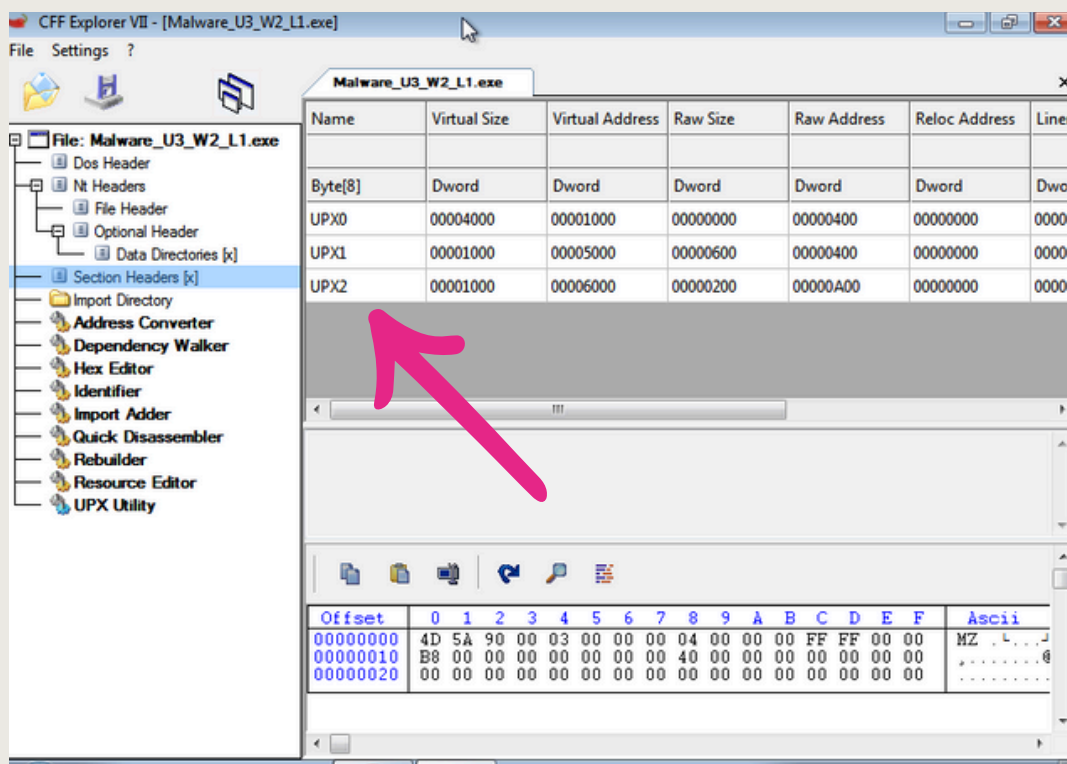 CFF Explorer VII - [Malware_U3_W2_L1.exe]
File Settings ?
Malware_U3_W2_L1.exe
File: Malware_U3_W2_L1.exe
Dos Header
Nt Headers
File Header
Optional Header
Data Directories [x]
Section Headers [x]
Import Directory
Address Converter
Dependency Walker
Hex Editor
Identifier
Import Adder
Quick Disassembler
Rebuilder
Resource Editor
UPX Utility
Name Virtual Size Virtual Address Raw Size Raw Address Reloc Address Line
Byte[8] Dword Dword Dword Dword Dword Dwo
UPX0 00004000 00001000 00000000 00000400 00000000 0000
UPX1 00001000 00005000 00000600 00000400 00000000 0000
UPX2 00001000 00006000 00000200 00000A00 00000000 0000
Offset 0 1 2 3 4 5 6 7 8 9 A B C D E F Ascii
00000000 4D 5A 90 00 03 00 00 00 04 00 00 00 FF FF 00 00 MZ
00000010 B8 00 00 00 00 00 00 00 40 00 00 00 00 00 00 00 ¸.......@
00000020 00 00 00 00 00 00 00 00 00 00 00 00 00 00 00 00 .........